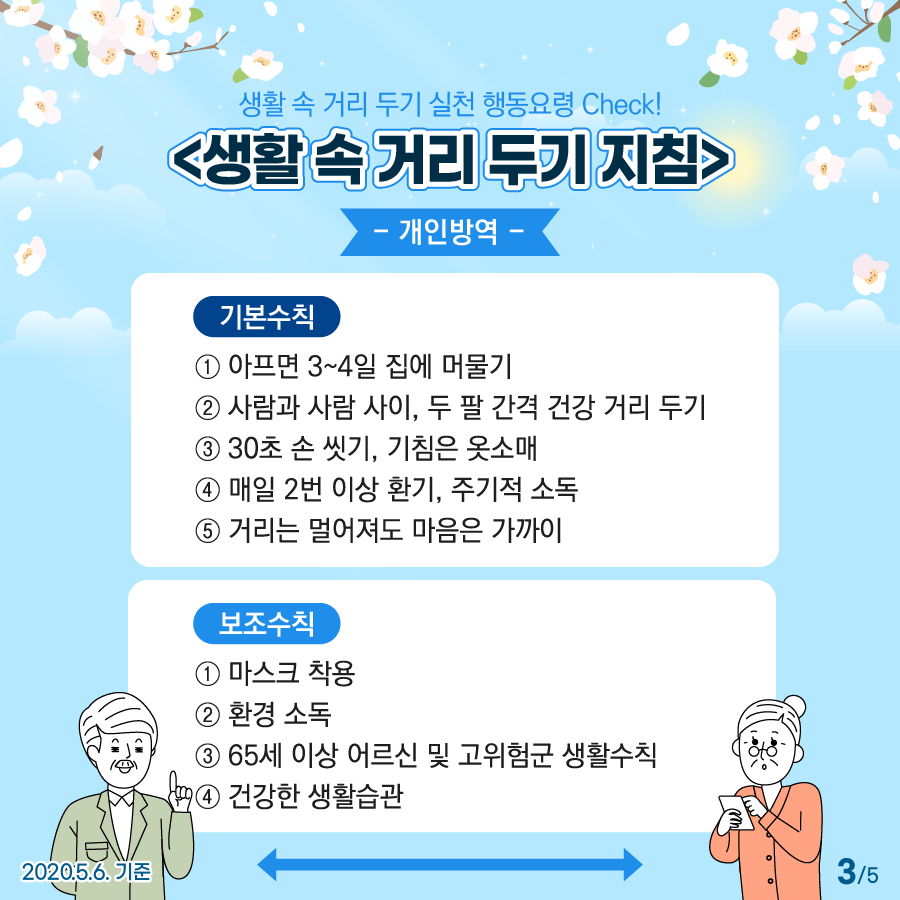 생활 속 거리 두기 실천 행동요령 Check!
<생활 속 거리 두기 지침>
- 개인방역 -
기본수칙
① 아프면 3~4일 집에 머물기
② 사람과 사람 사이, 두 팔 간격 건강 거리 두기
③ 30초 손 씻기, 기침은 옷소매
④ 매일 2번 이상 환기, 주기적 소독
⑤ 거리는 멀어져도 마음은 가까이
보조수칙
① 마스크 착용
② 환경 소독
③ 65세 이상 어르신 및 고위험군 생활수칙
④ 건강한 생활습관
2020.5.6. 기준
3/5